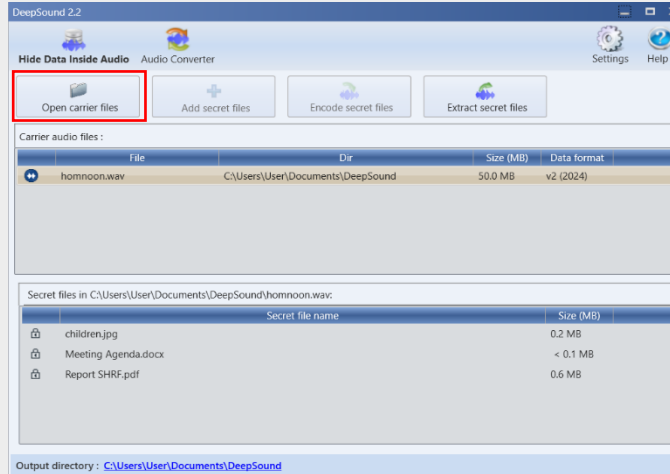 DeepSound 2.2
Hide Data Inside Audio Audio Converter Settings Help
Open carrier files Add secret files Encode secret files Extract secret files
Carrier audio files :
File Dir Size (MB) Data format
homnoon.wav C:\Users\User\Documents\DeepSound 50.0 MB v2 (2024)
Secret files in C:\Users\User\Documents\DeepSound\homnoon.wav:
Secret file name Size (MB)
children.jpg 0.2 MB
Meeting Agenda.docx < 0.1 MB
Report SHRF.pdf 0.6 MB
Output directory : C:\Users\User\Documents\DeepSound